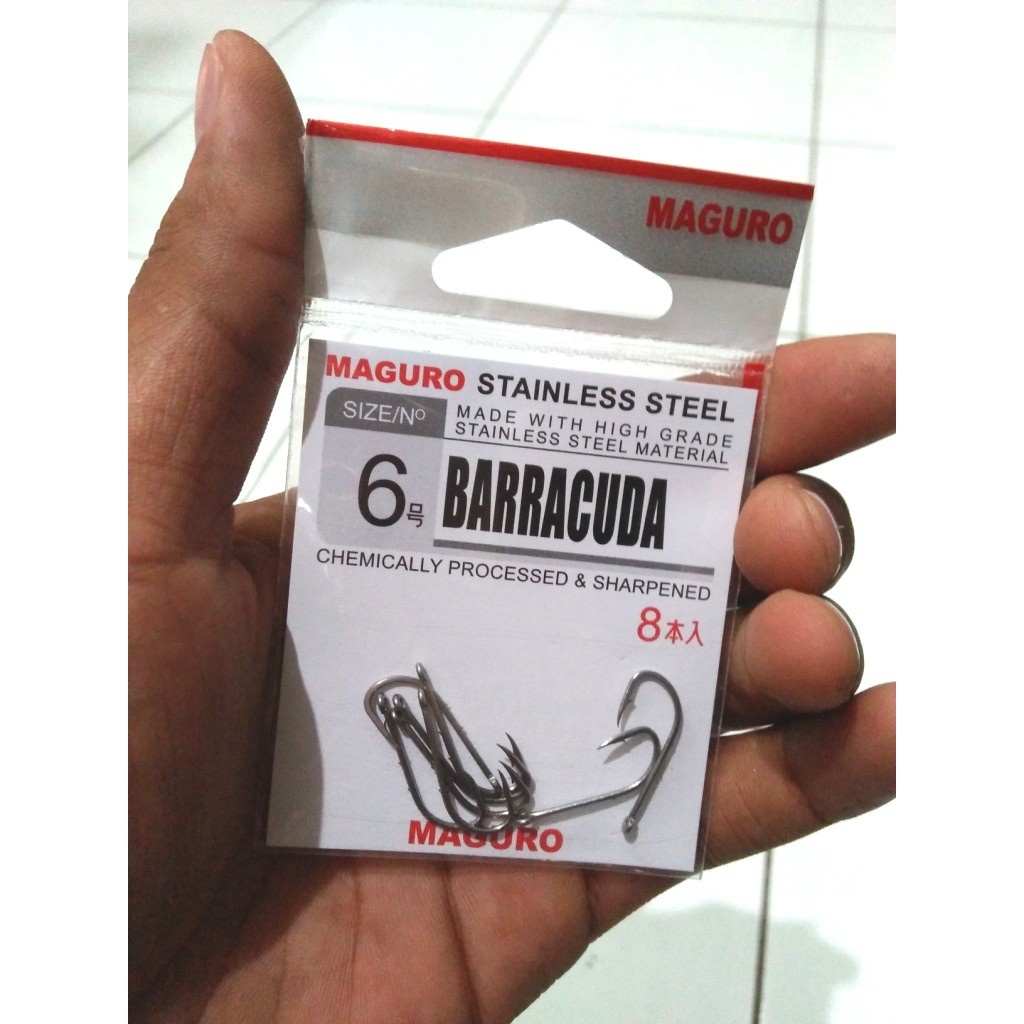 MAGURO
MAGURO STAINLESS STEEL
SIZE/Nº
MADE WITH HIGH GRADE
STAINLESS STEEL MATERIAL
6号
BARRACUDA
CHEMICALLY PROCESSED & SHARPENED
8本入
MAGURO